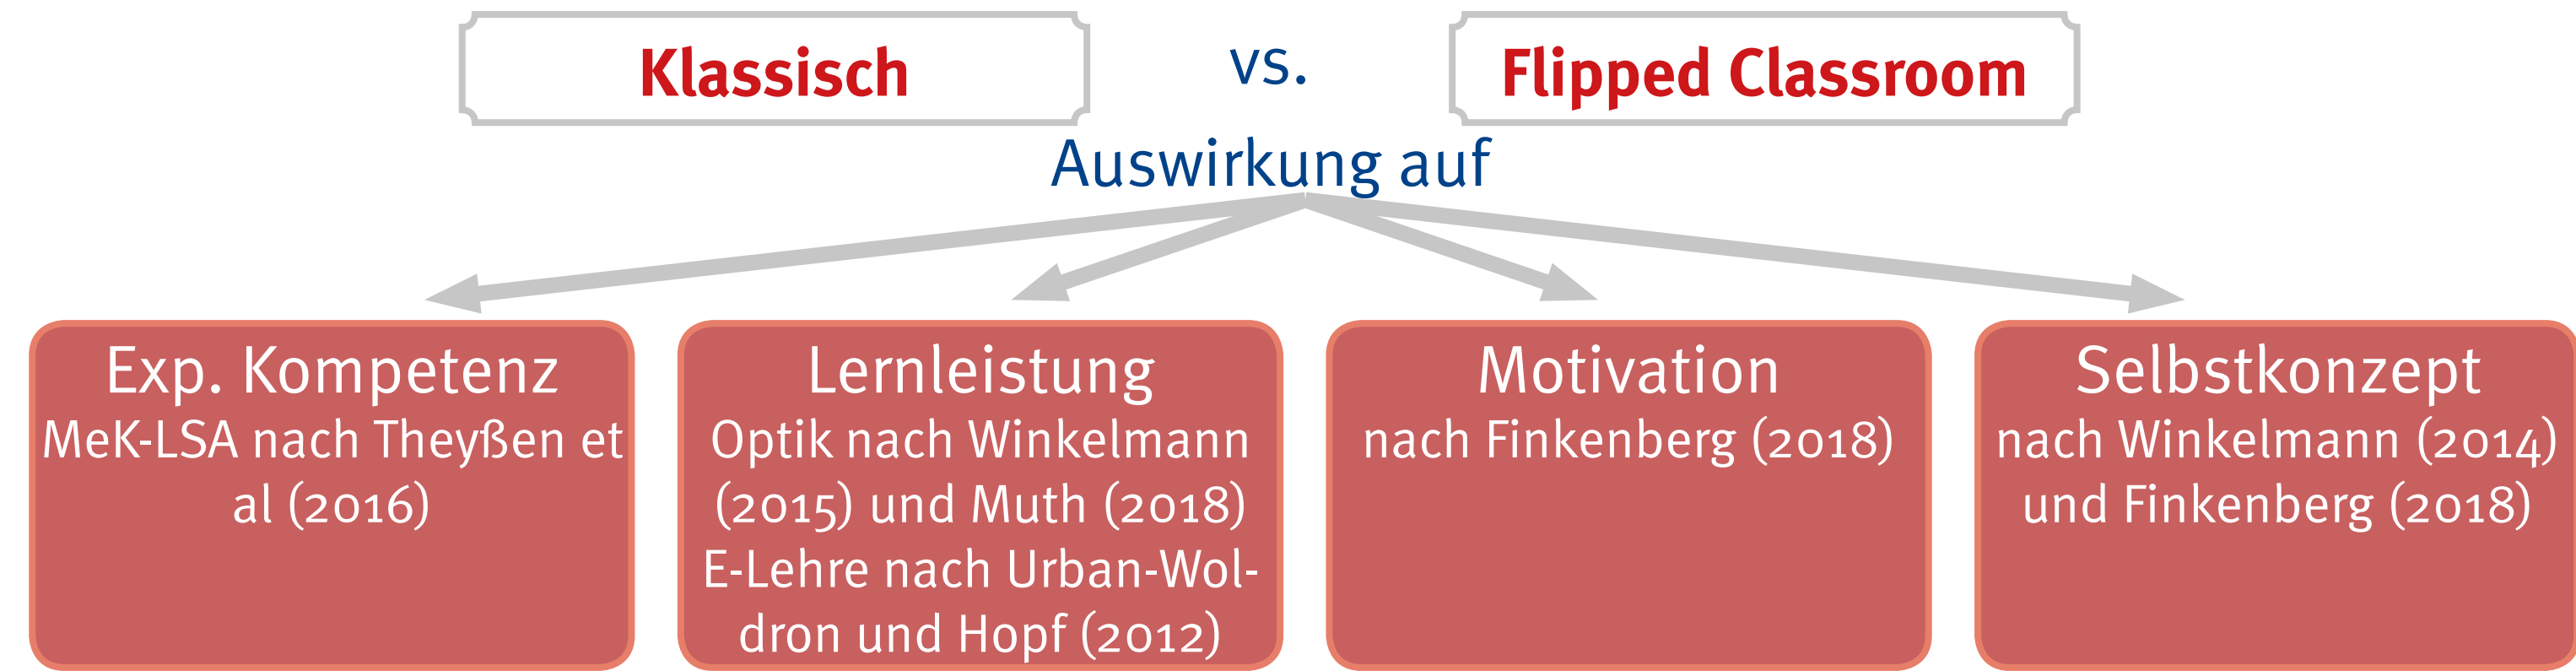 Klassisch
vs.
Flipped Classroom
Auswirkung auf
Exp. Kompetenz
MeK-LSA nach Theyßen et
al (2016)
Lernleistung
Optik nach Winkelmann
(2015) und Muth (2018)
E-Lehre nach Urban-Wol-
dron und Hopf (2012)
Motivation
nach Finkenberg (2018)
Selbstkonzept
nach Winkelmann (2014)
und Finkenberg (2018)